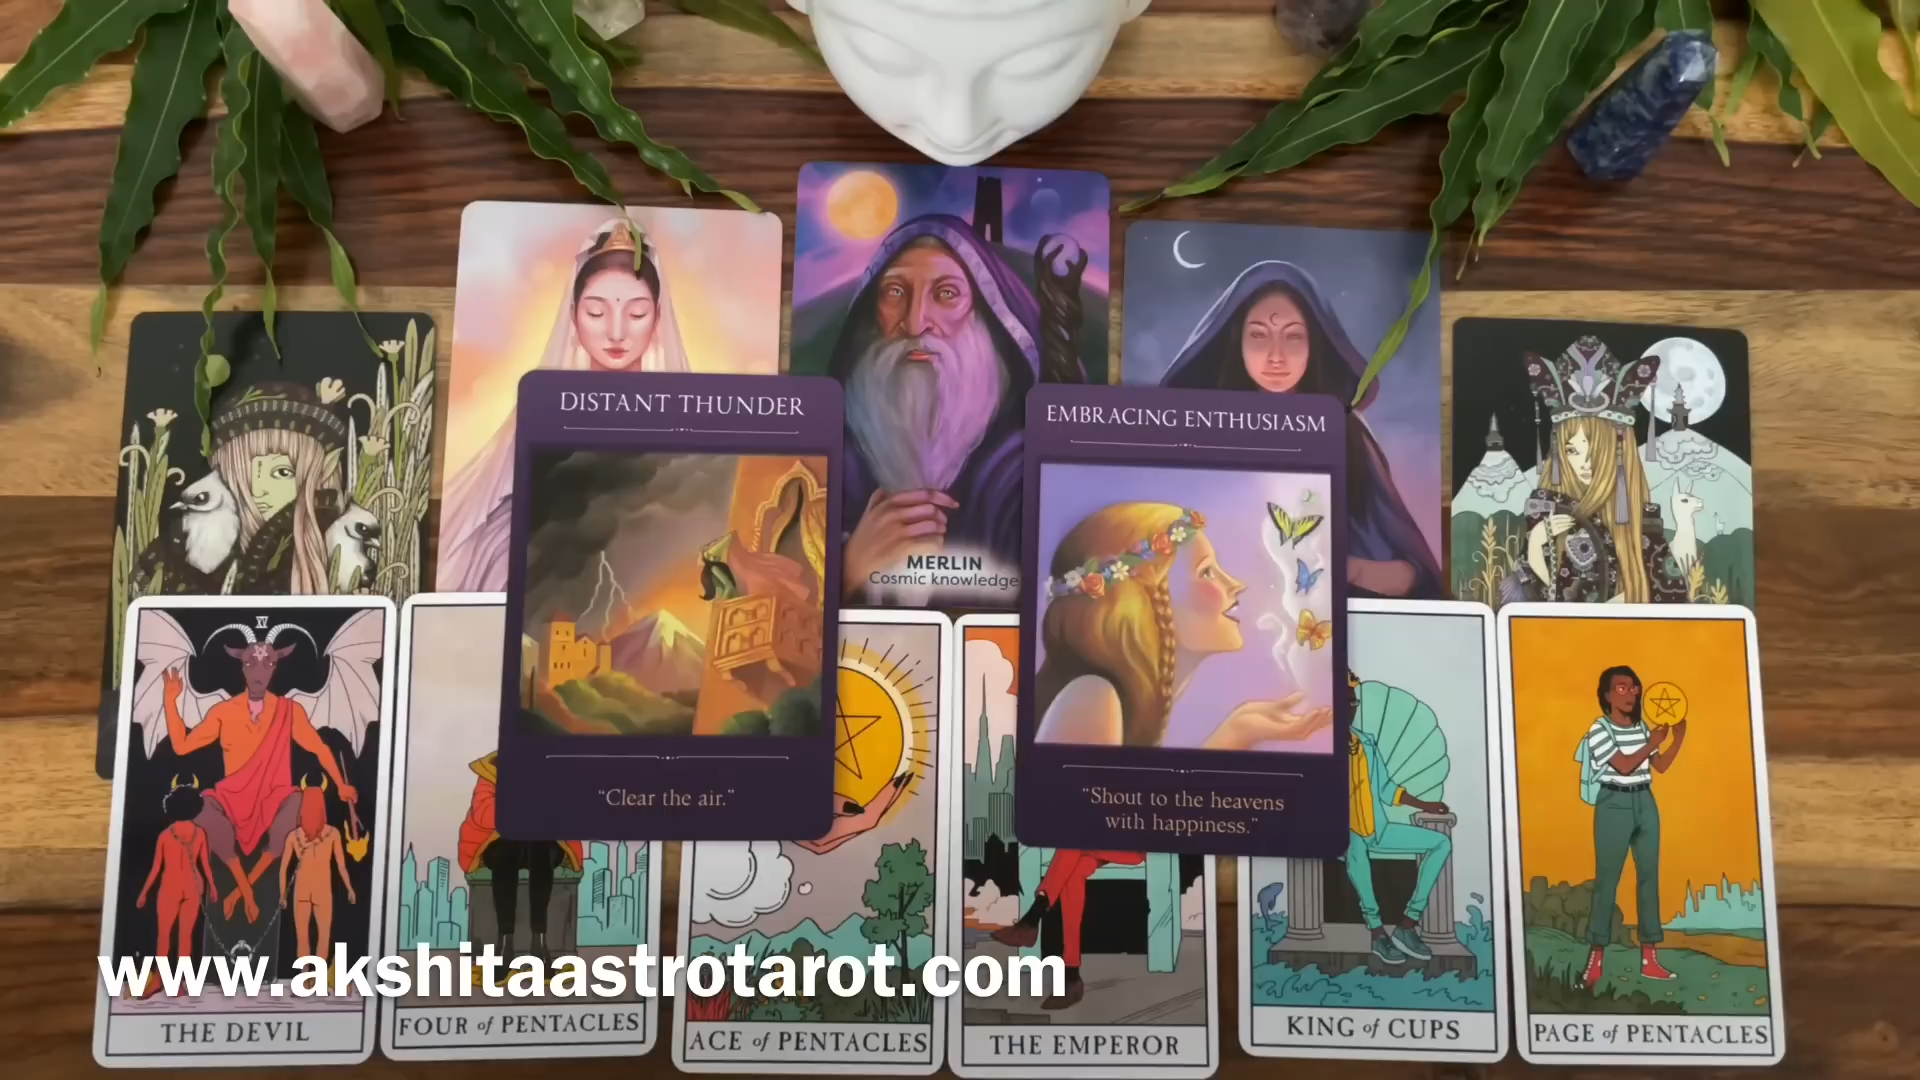 DISTANT THUNDER
"Clear the air."
MERLIN
Cosmic knowledge
EMBRACING ENTHUSIASM
"Shout to the heavens
with happiness."
XV
www.akshitaastrotarot.com
THE DEVIL
FOUR of PENTACLES
ACE of PENTACLES
THE EMPEROR
KING of CUPS
PAGE of PENTACLES